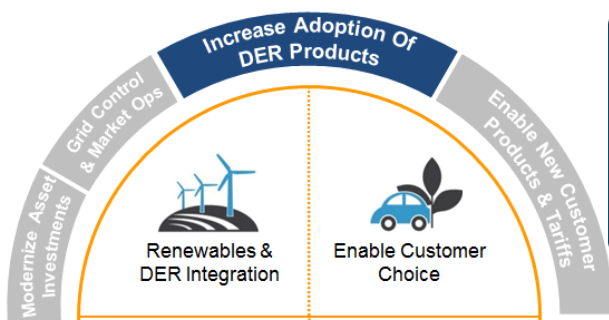 Increase Adoption Of
DER Products
Grid Control
& Market Ops
Modernize Asset
Investments
Enable New Customer
Products & Tariffs
Renewables &
DER Integration
Enable Customer
Choice